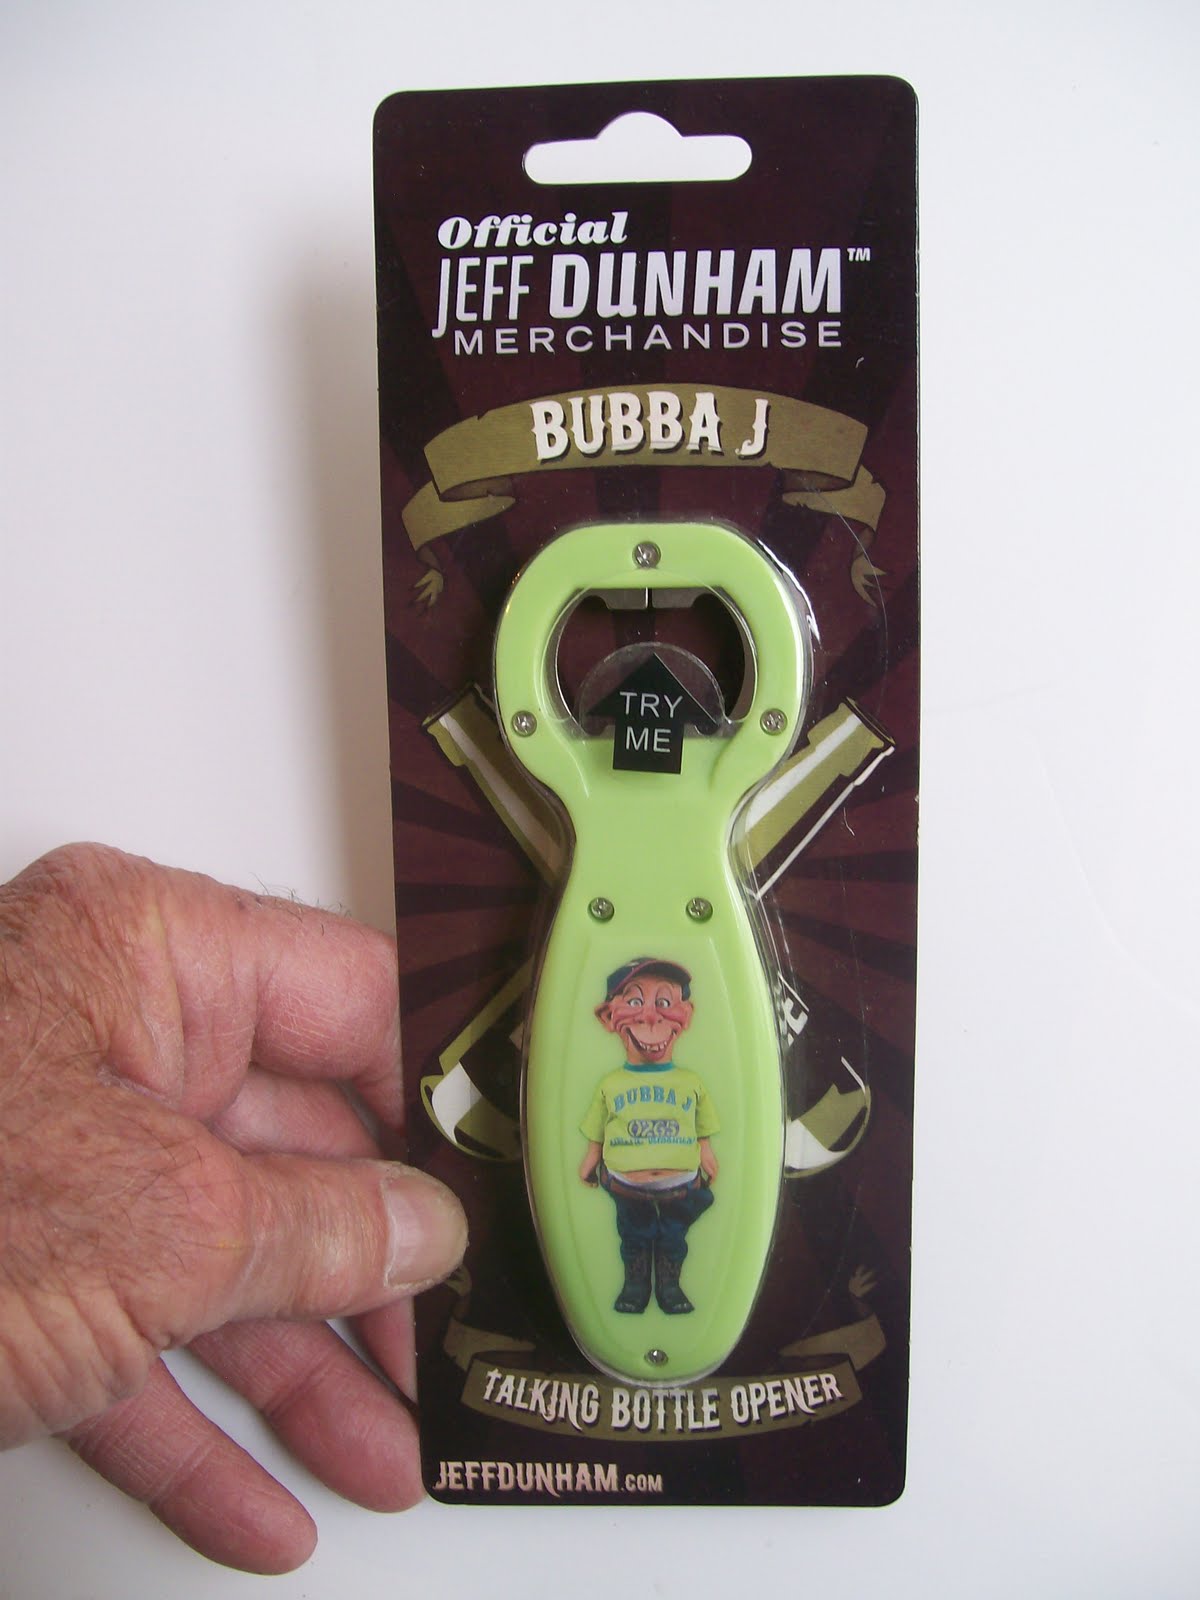 Official
JEFF DUNHAM™
MERCHANDISE
BUBBA J
TRY
ME
BUBBA J
TALKING BOTTLE OPENER
JEFFDUNHAM.COM